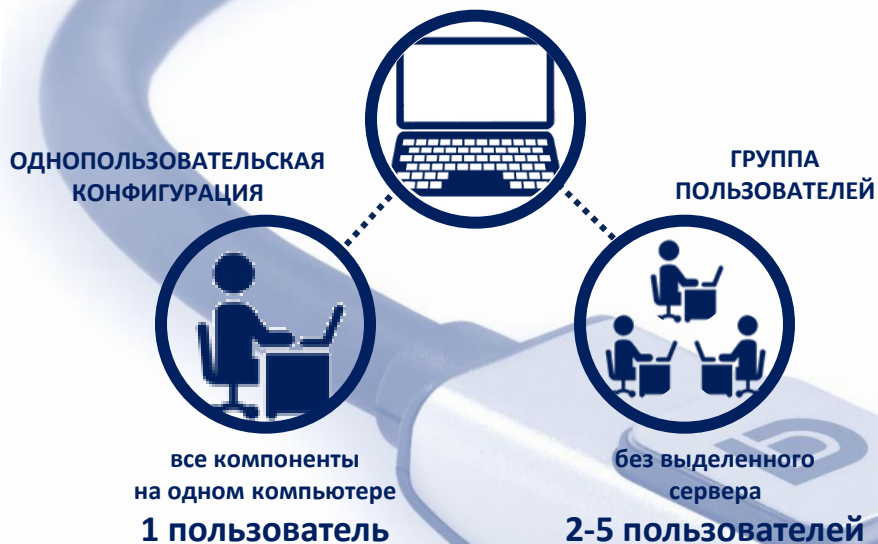 ОДНОПОЛЬЗОВАТЕЛЬСКАЯ
КОНФИГУРАЦИЯ
ГРУППА
ПОЛЬЗОВАТЕЛЕЙ
все компоненты
на одном компьютере
1 пользователь
без выделенного
сервера
2-5 пользователей